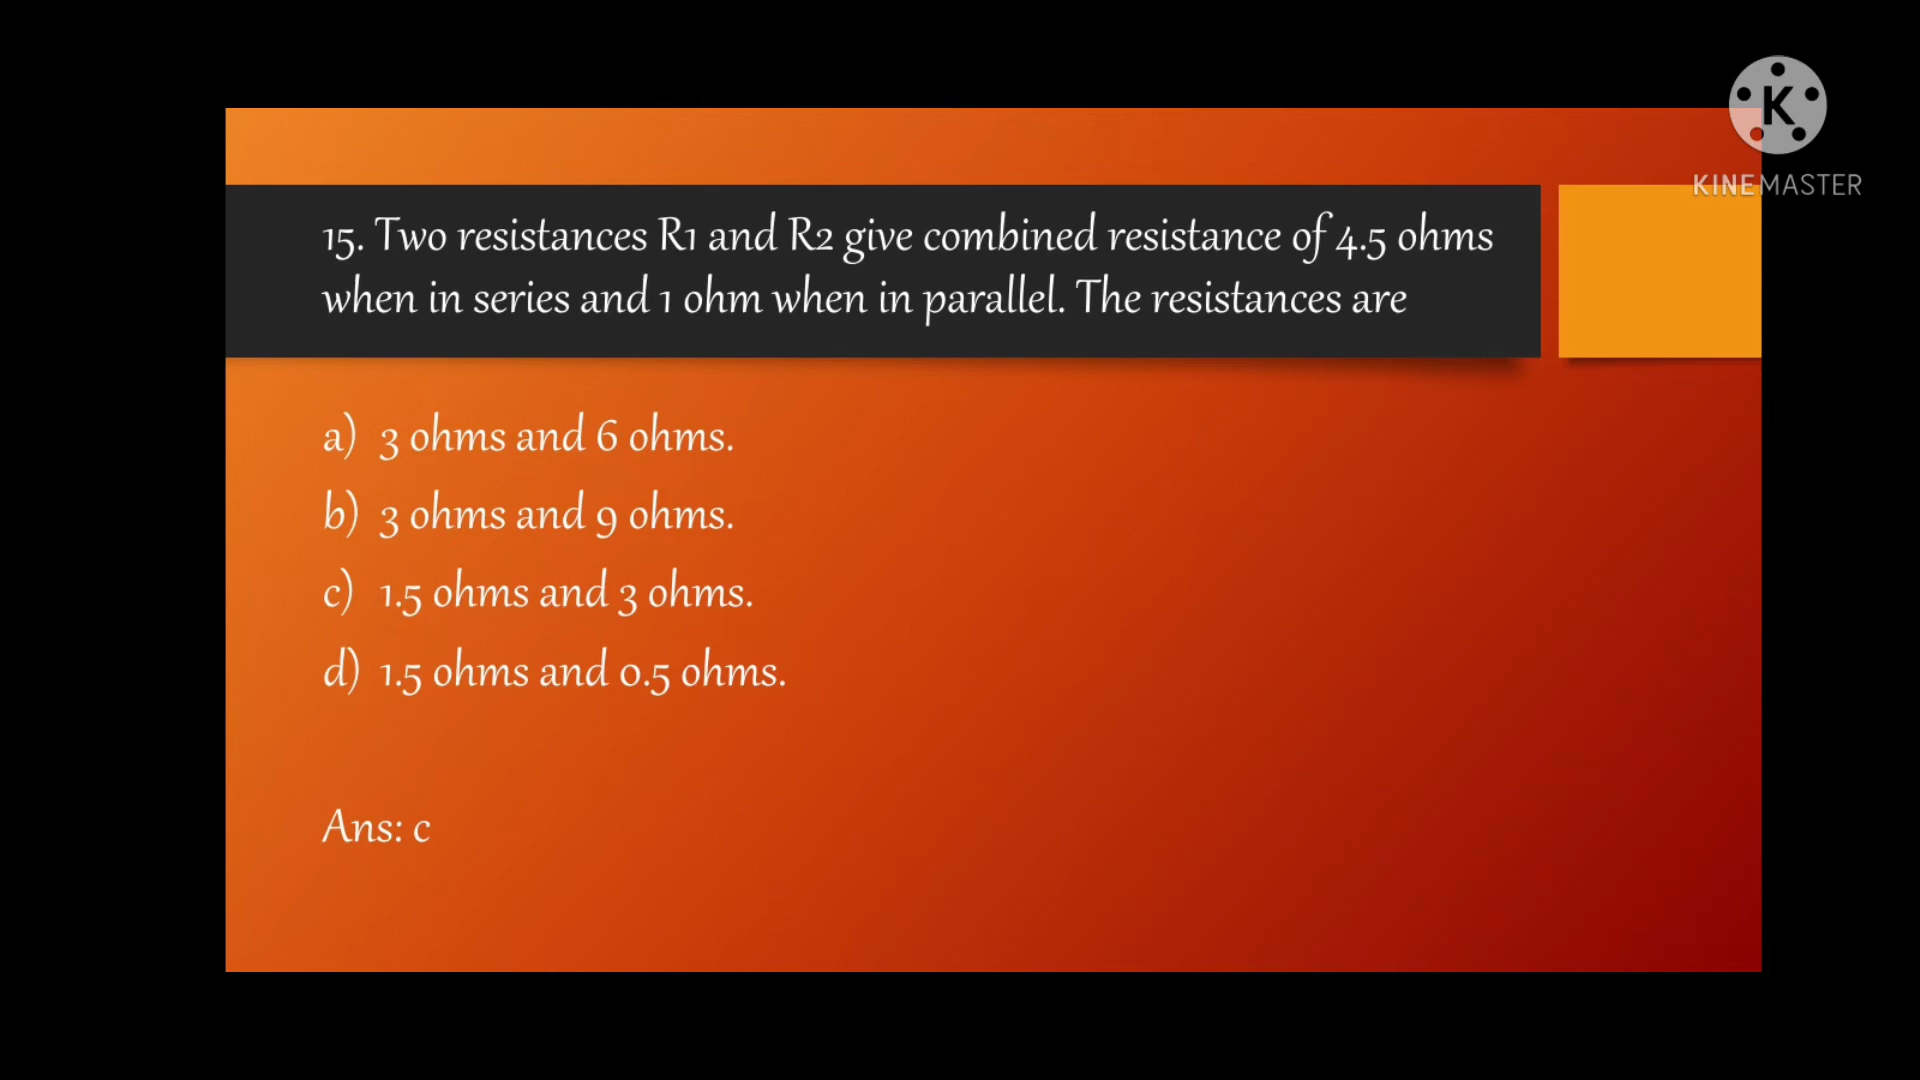 K
KINEMASTER
15. Two resistances R1 and R2 give combined resistance of 4.5 ohms
when in series and 1 ohm when in parallel. The resistances are
a) 3 ohms and 6 ohms.
b) 3 ohms and 9 ohms.
c) 1.5 ohms and 3 ohms.
d) 1.5 ohms and 0.5 ohms.
Ans: c